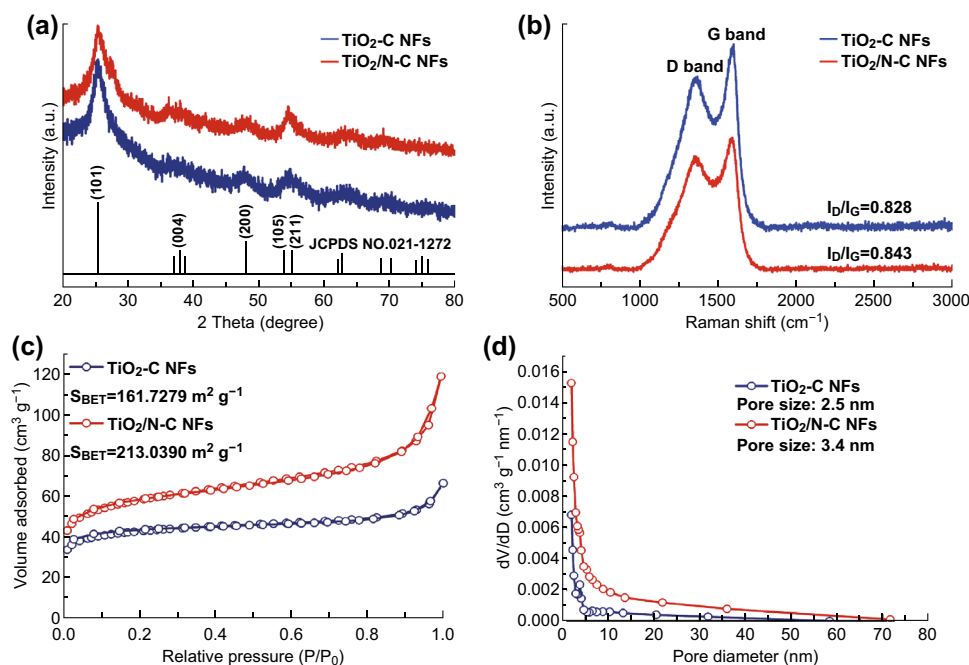 (a)
TiO₂-C NFs
TiO₂/N-C NFs
Intensity (a.u.)
(101)
(004)
(200)
(105)
(211)
JCPDS NO.021-1272
20 30 40 50 60 70 80
2 Theta (degree)
(b)
G band
TiO₂-C NFs
D band
TiO₂/N-C NFs
Intensity (a.u.)
I_D/I_G=0.828
I_D/I_G=0.843
500 1000 1500 2000 2500 3000
Raman shift (cm⁻¹)
(c)
TiO₂-C NFs
S_BET=161.7279 m² g⁻¹
TiO₂/N-C NFs
S_BET=213.0390 m² g⁻¹
Volume adsorbed (cm³ g⁻¹)
120
100
80
60
40
20
0
0.0 0.2 0.4 0.6 0.8 1.0
Relative pressure (P/P₀)
(d)
TiO₂-C NFs
Pore size: 2.5 nm
TiO₂/N-C NFs
Pore size: 3.4 nm
dV/dD (cm³ g⁻¹ nm⁻¹)
0.016
0.014
0.012
0.010
0.008
0.006
0.004
0.002
0.000
0 10 20 30 40 50 60 70 80
Pore diameter (nm)